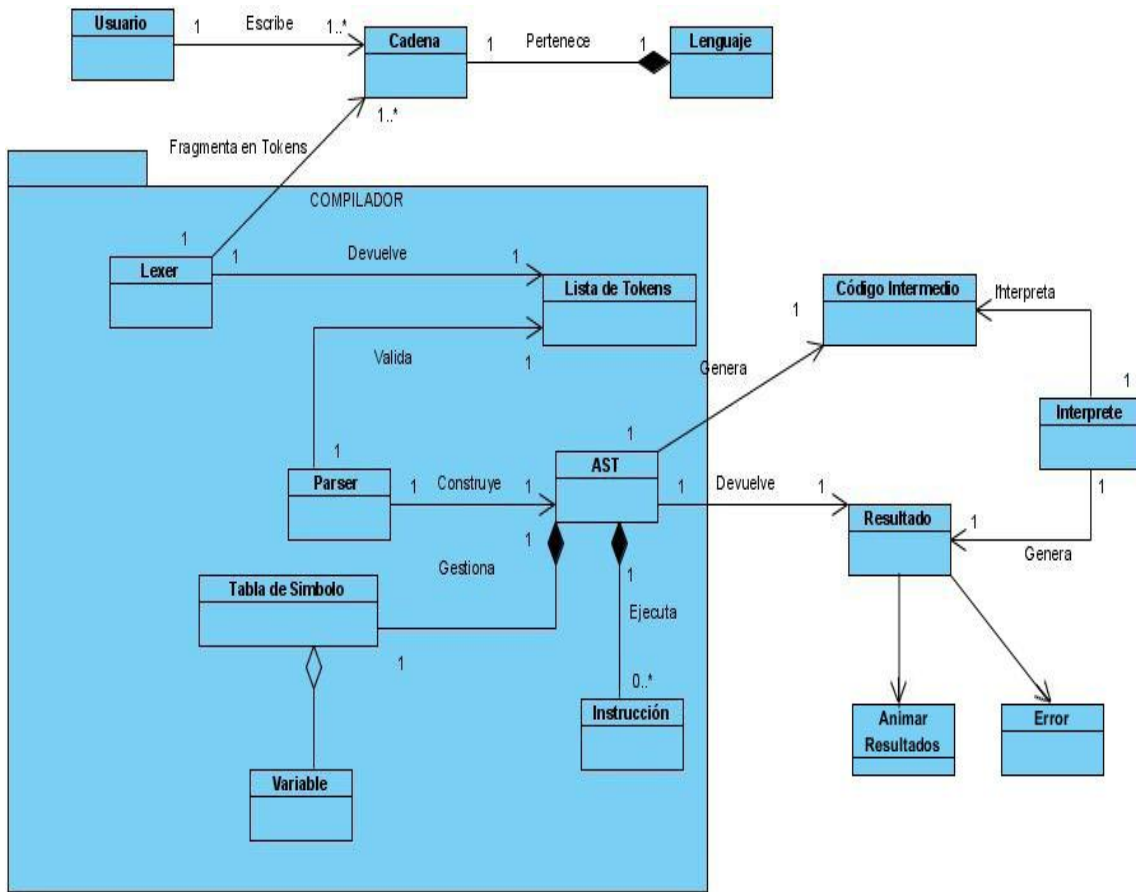 Usuario
1
Escribe
1..*
Cadena
1
Pertenece
1
Lenguaje
1..*
Fragmenta en Tokens
COMPILADOR
1
Lexer
1
Devuelve
1
Lista de Tokens
Código Intermedio
1
Interpreta
1
Valida
1
Genera
1
Interprete
1
1
Parser
1
Construye
1
1
AST
1
Devuelve
1
Resultado
1
Genera
1
Gestiona
1
Ejecuta
Tabla de Simbolo
1
0..*
Instrucción
Variable
Animar
Resultados
Error